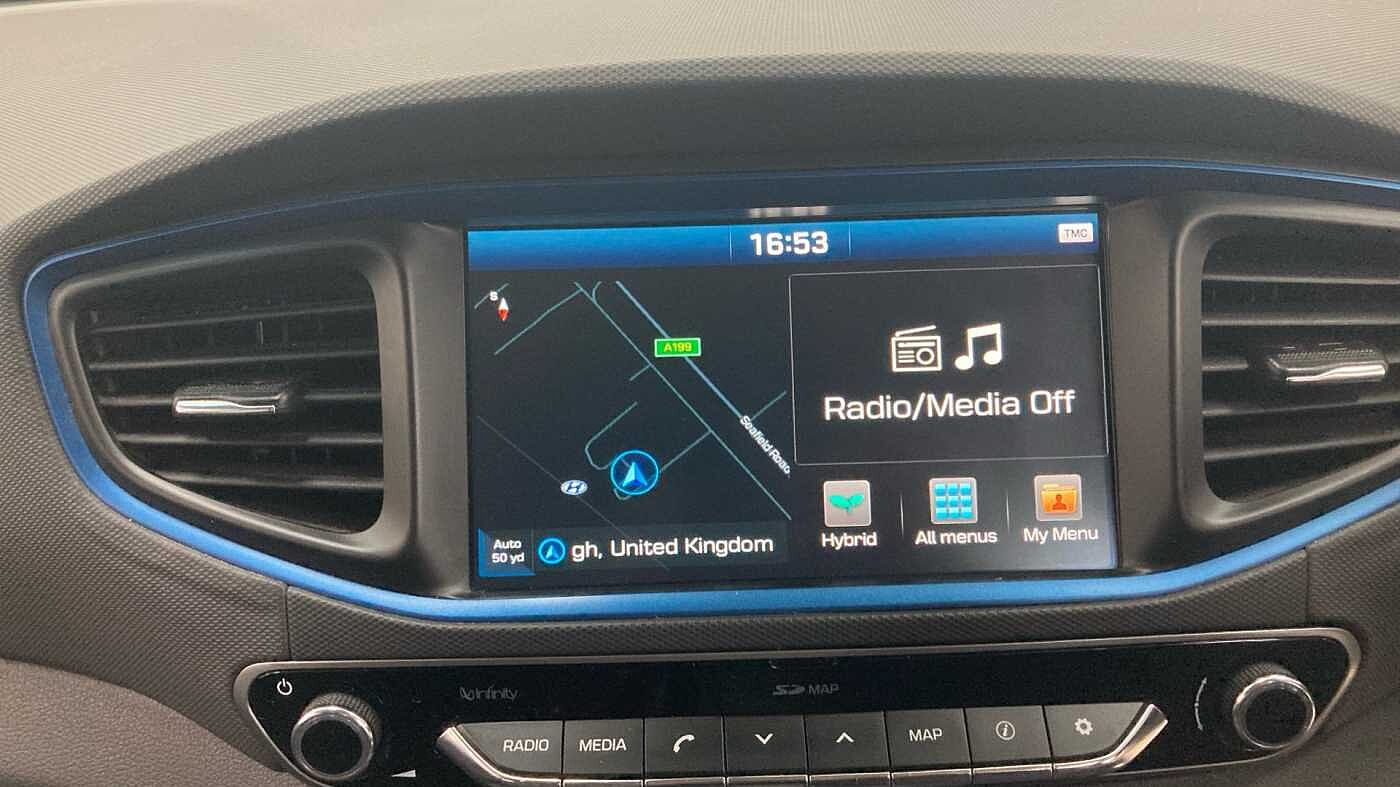 16:53
TMC
S
A199
Seafield Road
Radio/Media Off
Auto
50 yd
gh, United Kingdom
Hybrid
All menus
My Menu
Infinity
SD MAP
RADIO
MEDIA
MAP